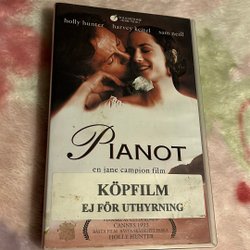 holly hunter harvey keitel sam neill
PIANOT
en jane campion film
KÖPFILM
EJ FÖR UTHYRNING
CANNES 1993
HOLLY HUNTER